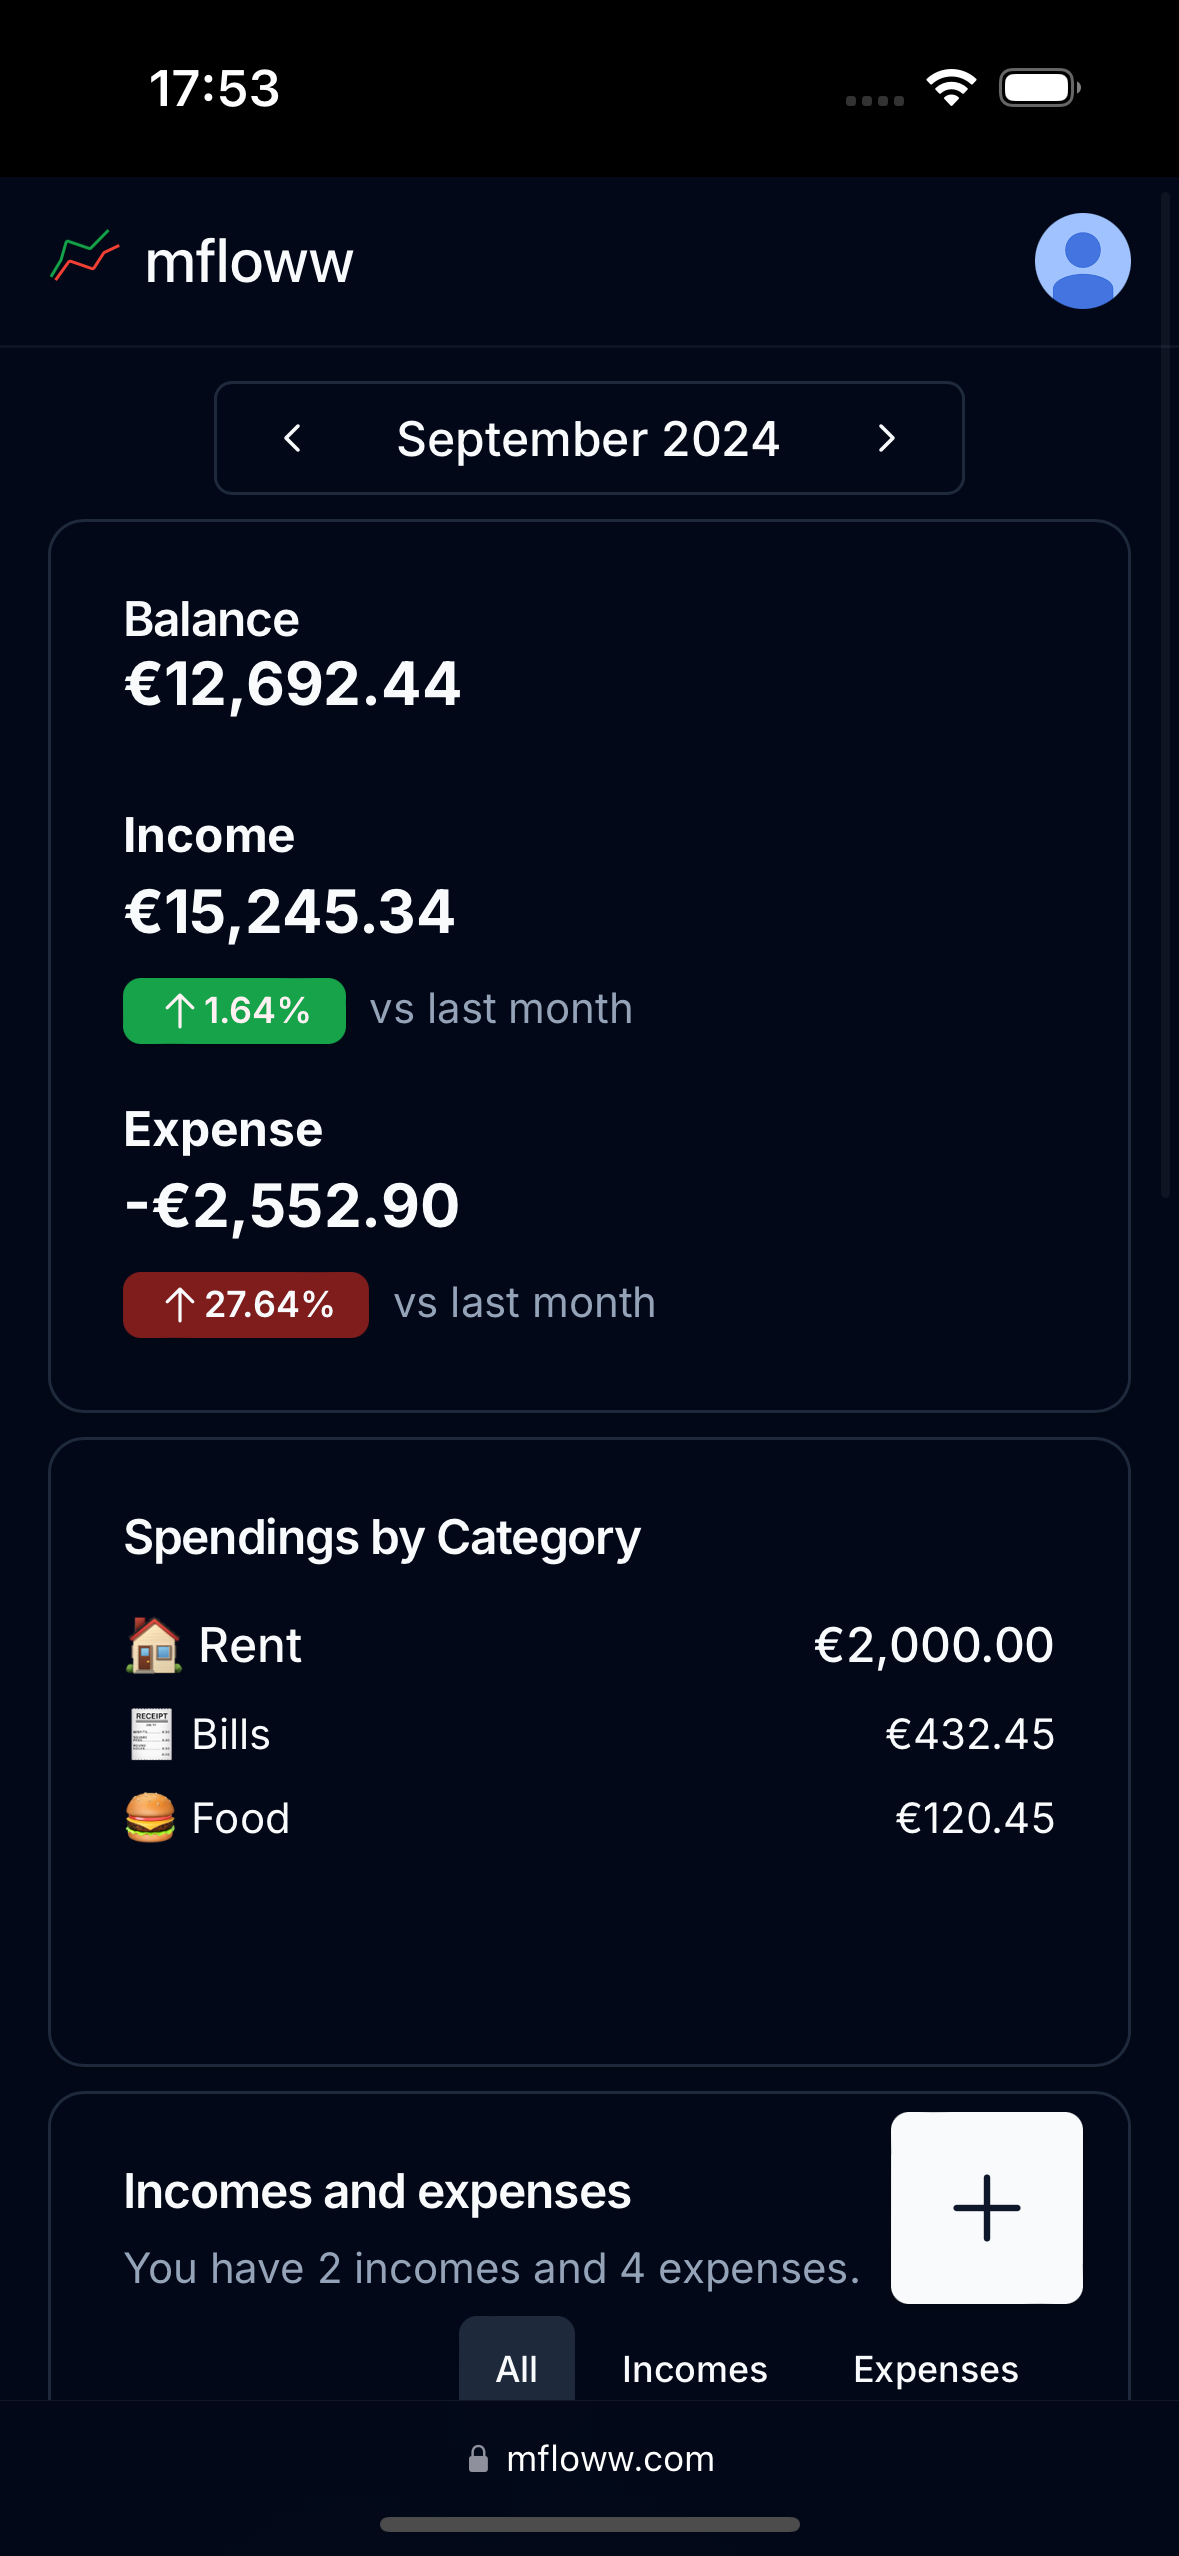 17:53
mfloww
September 2024
Balance
€12,692.44
Income
€15,245.34
↑ 1.64% vs last month
Expense
-€2,552.90
↑ 27.64% vs last month
Spendings by Category
Rent €2,000.00
RECEIPT
Bills €432.45
Food €120.45
Incomes and expenses
You have 2 incomes and 4 expenses.
All Incomes Expenses
mfloww.com